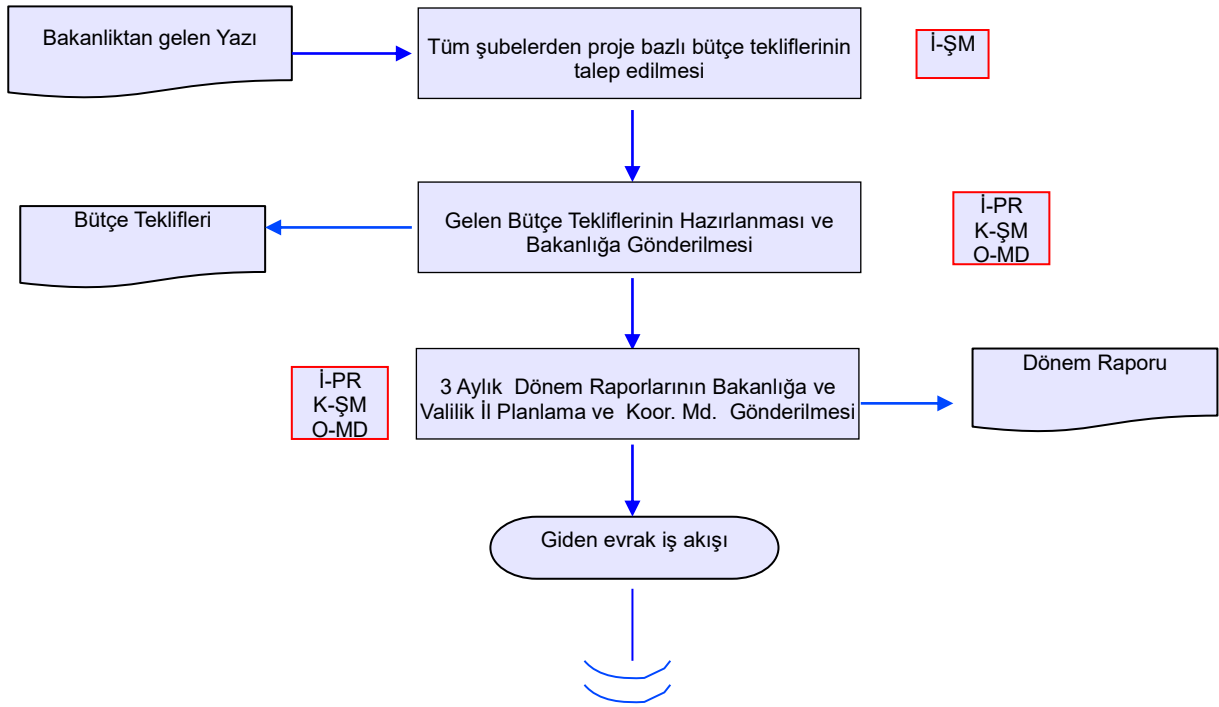 Bakanliktan gelen Yazı
Tüm şubelerden proje bazlı bütçe tekliflerinin
talep edilmesi
İ-ŞM
Bütçe Teklifleri
Gelen Bütçe Tekliflerinin Hazırlanması ve
Bakanlığa Gönderilmesi
İ-PR
K-ŞM
O-MD
İ-PR
K-ŞM
O-MD
3 Aylık Dönem Raporlarının Bakanlığa ve
Valilik İl Planlama ve Koor. Md. Gönderilmesi
Dönem Raporu
Giden evrak iş akışı